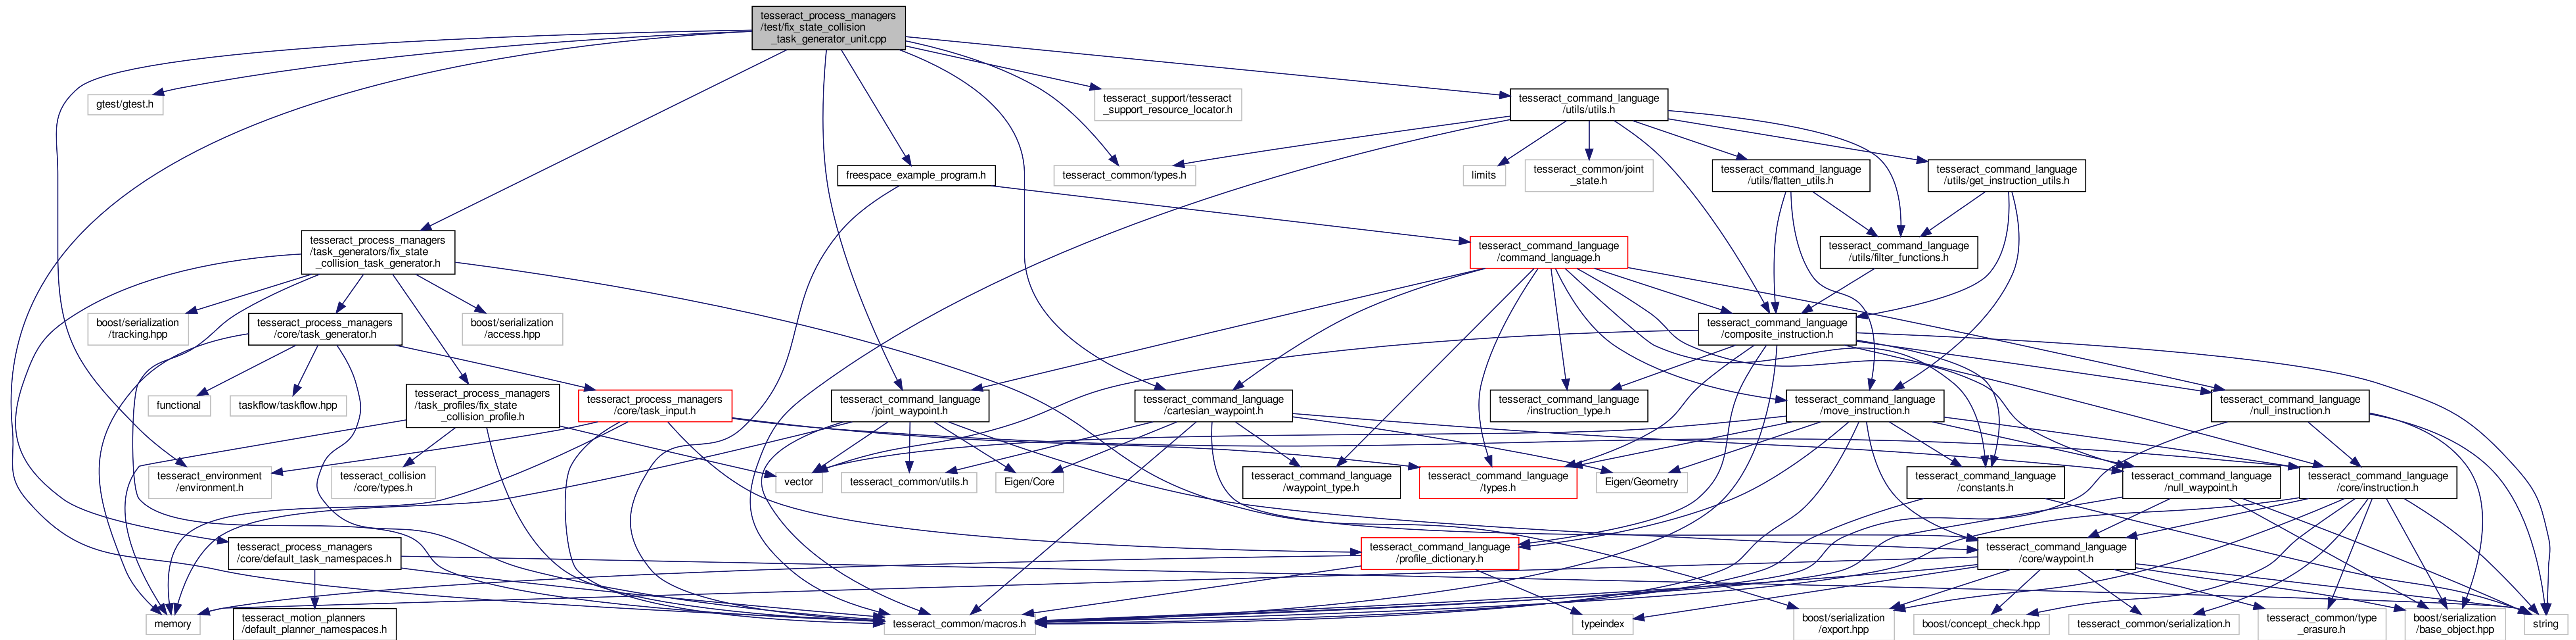 tesseract_process_managers
/test/fix_state_collision
_task_generator_unit.cpp
gtest/gtest.h
tesseract_support/tesseract
_support_resource_locator.h
tesseract_command_language
/utils/utils.h
freespace_example_program.h
tesseract_common/types.h
limits
tesseract_common/joint
_state.h
tesseract_command_language
/utils/flatten_utils.h
tesseract_command_language
/utils/get_instruction_utils.h
tesseract_process_managers
/task_generators/fix_state
_collision_task_generator.h
tesseract_command_language
/command_language.h
tesseract_command_language
/utils/filter_functions.h
boost/serialization
/tracking.hpp
tesseract_process_managers
/core/task_generator.h
boost/serialization
/access.hpp
tesseract_command_language
/composite_instruction.h
functional
taskflow/taskflow.hpp
tesseract_process_managers
/task_profiles/fix_state
_collision_profile.h
tesseract_process_managers
/core/task_input.h
tesseract_command_language
/joint_waypoint.h
tesseract_command_language
/cartesian_waypoint.h
tesseract_command_language
/instruction_type.h
tesseract_command_language
/move_instruction.h
tesseract_command_language
/null_instruction.h
tesseract_environment
/environment.h
tesseract_collision
/core/types.h
vector
tesseract_common/utils.h
Eigen/Core
tesseract_command_language
/waypoint_type.h
tesseract_command_language
/types.h
Eigen/Geometry
tesseract_command_language
/constants.h
tesseract_command_language
/null_waypoint.h
tesseract_command_language
/core/instruction.h
tesseract_process_managers
/core/default_task_namespaces.h
tesseract_command_language
/profile_dictionary.h
tesseract_command_language
/core/waypoint.h
memory
tesseract_motion_planners
/default_planner_namespaces.h
tesseract_common/macros.h
typeindex
boost/serialization
/export.hpp
boost/concept_check.hpp
tesseract_common/serialization.h
tesseract_common/type
_erasure.h
boost/serialization
/base_object.hpp
string